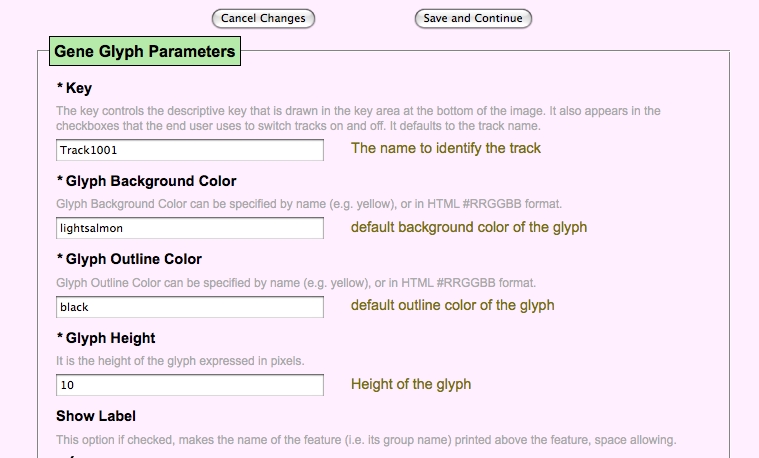 Cancel Changes
Save and Continue
Gene Glyph Parameters
* Key
The key controls the descriptive key that is drawn in the key area at the bottom of the image. It also appears in the
checkboxes that the end user uses to switch tracks on and off. It defaults to the track name.
Track1001
The name to identify the track
* Glyph Background Color
Glyph Background Color can be specified by name (e.g. yellow), or in HTML #RRGGBB format.
lightsalmon
default background color of the glyph
* Glyph Outline Color
Glyph Outline Color can be specified by name (e.g. yellow), or in HTML #RRGGBB format.
black
default outline color of the glyph
* Glyph Height
It is the height of the glyph expressed in pixels.
10
Height of the glyph
Show Label
This option if checked, makes the name of the feature (i.e. its group name) printed above the feature, space allowing.